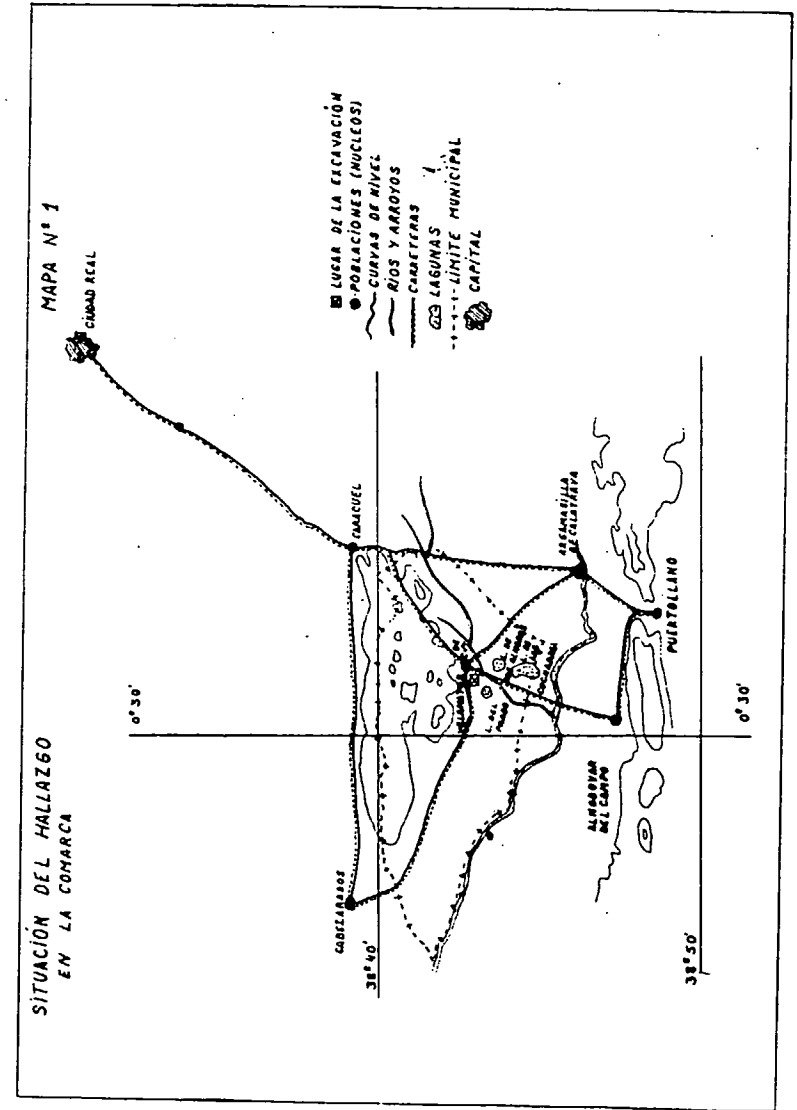 SITUACIÓN DEL HALLAZGO
EN LA COMARCA
MAPA Nº 1
CIUDAD REAL
LUGAR DE LA EXCAVACIÓN
POBLACIONES (NUCLEOS)
CURVAS DE NIVEL
RIOS Y ARROYOS
CARRETERAS
LAGUNAS
LÍMITE MUNICIPAL
CAPITAL
0º 30'
CARACUEL
CABEZARADOS
38º 40'
L. DEL
ARGAMASILLA
DE CALATRAVA
ALMODOVAR
DEL CAMPO
PUERTOLLANO
38º 50'
0º 30'